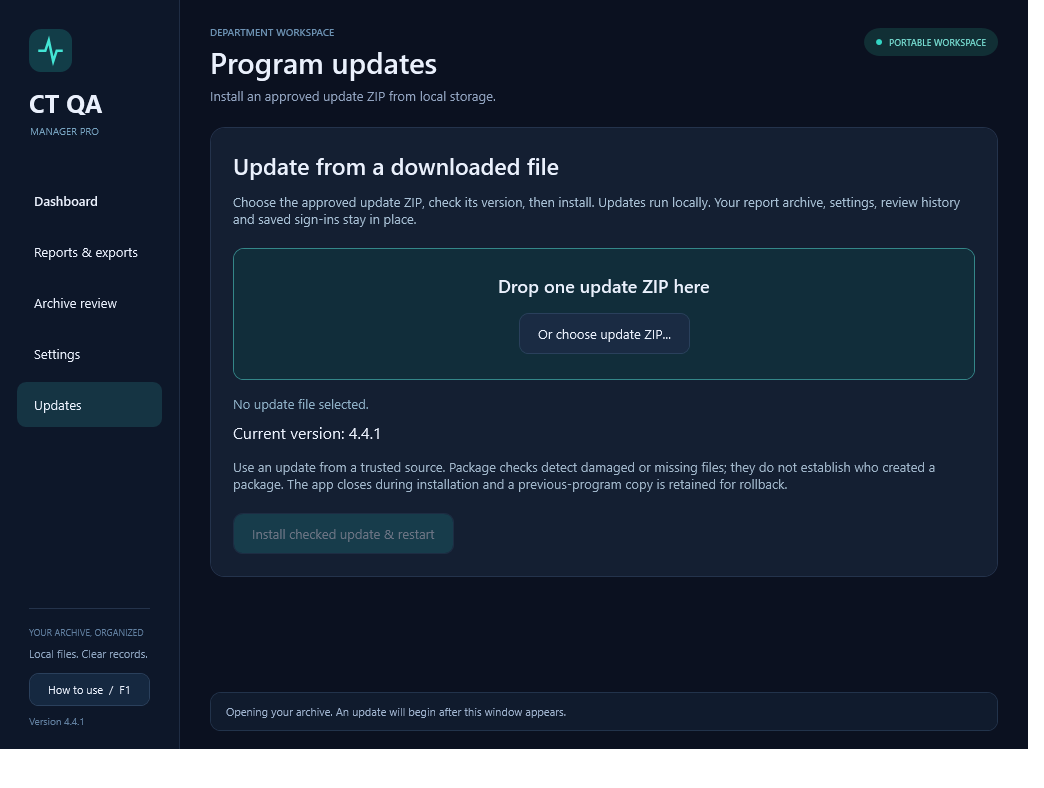 CT QA
MANAGER PRO
Dashboard
Reports & exports
Archive review
Settings
Updates
YOUR ARCHIVE, ORGANIZED
Local files. Clear records.
How to use / F1
Version 4.4.1
DEPARTMENT WORKSPACE
Program updates
Install an approved update ZIP from local storage.
PORTABLE WORKSPACE
Update from a downloaded file
Choose the approved update ZIP, check its version, then install. Updates run locally. Your report archive, settings, review history
and saved sign-ins stay in place.
Drop one update ZIP here
Or choose update ZIP...
No update file selected.
Current version: 4.4.1
Use an update from a trusted source. Package checks detect damaged or missing files; they do not establish who created a
package. The app closes during installation and a previous-program copy is retained for rollback.
Install checked update & restart
Opening your archive. An update will begin after this window appears.